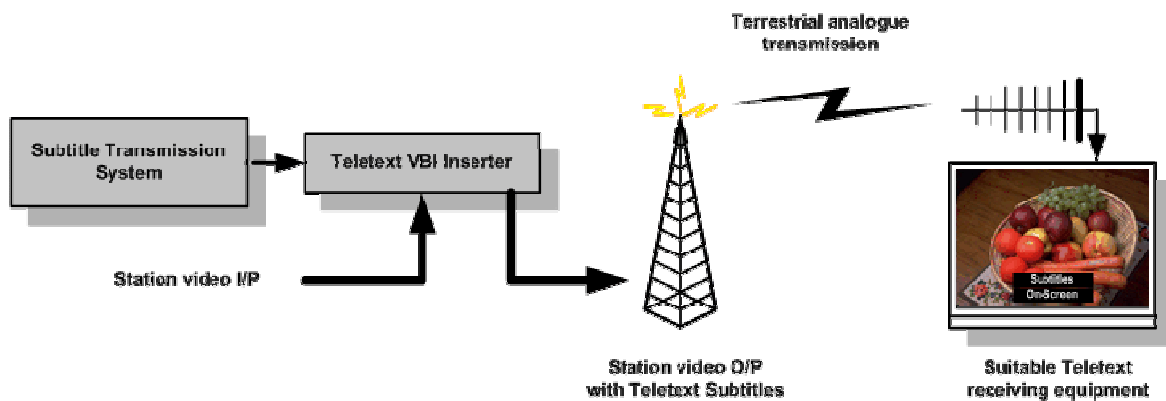 Terrestrial analogue
transmission
Subtitle Transmission
System
Teletext VBI Inserter
Station video I/P
Subtitles
On-Screen
Station video O/P
with Teletext Subtitles
Suitable Teletext
receiving equipment